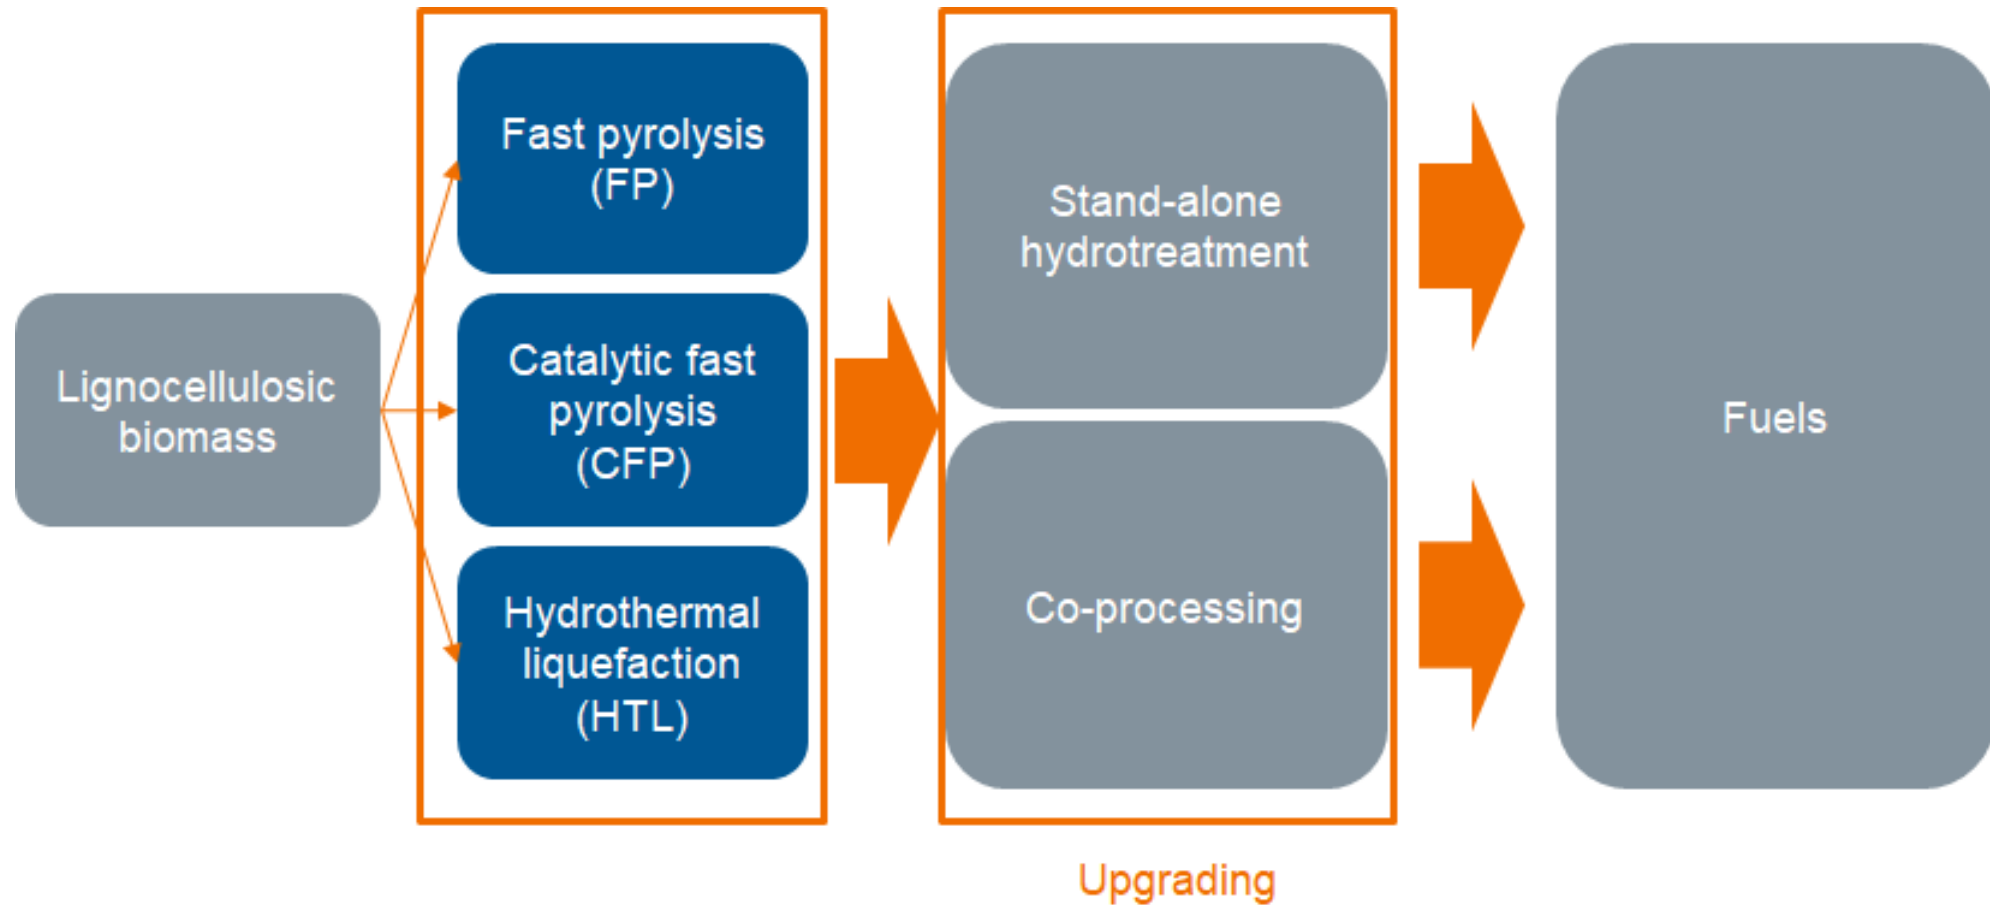 Lignocellulosic
biomass
Fast pyrolysis
(FP)
Catalytic fast
pyrolysis
(CFP)
Hydrothermal
liquefaction
(HTL)
Stand-alone
hydrotreatment
Co-processing
Upgrading
Fuels